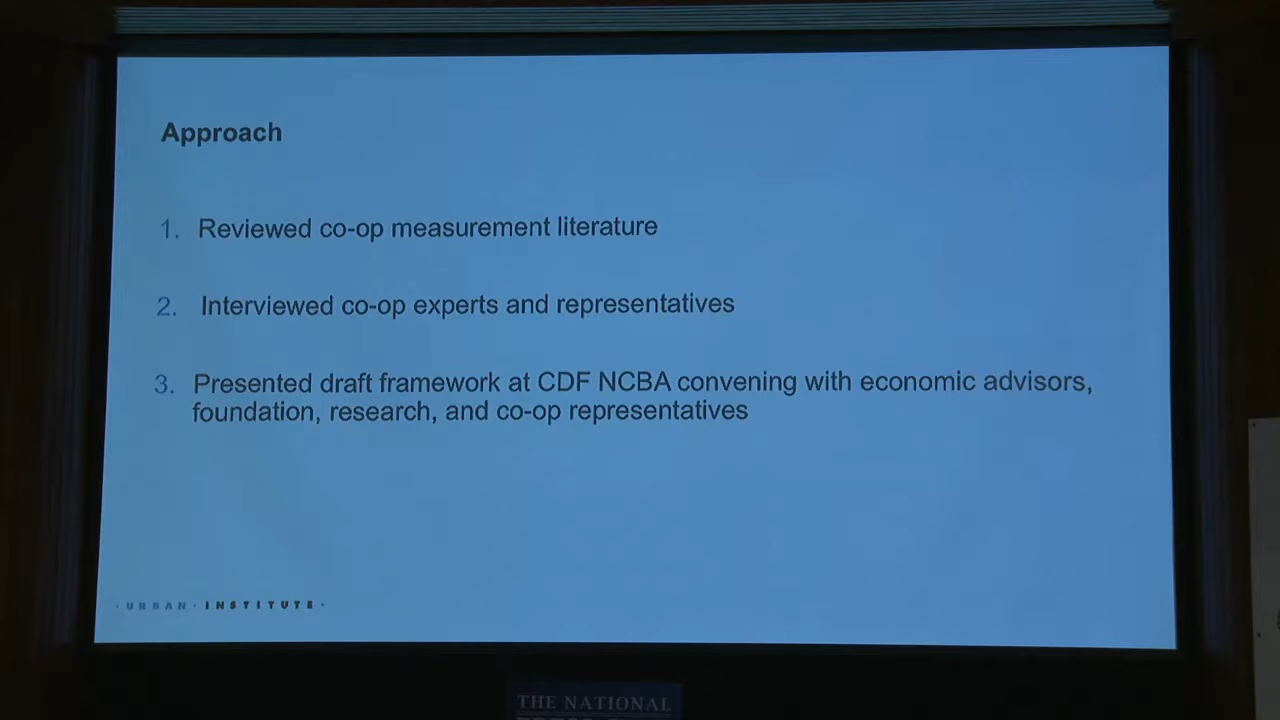 Approach
1. Reviewed co-op measurement literature
2. Interviewed co-op experts and representatives
3. Presented draft framework at CDF NCBA convening with economic advisors,
foundation, research, and co-op representatives
· URBAN · INSTITUTE ·
THE NATIONAL